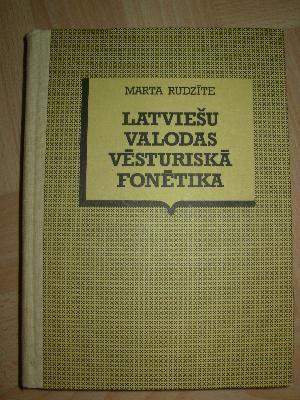 MARTA RUDZĪTE
LATVIEŠU
VALODAS
VĒSTURISKĀ
FONĒTIKA